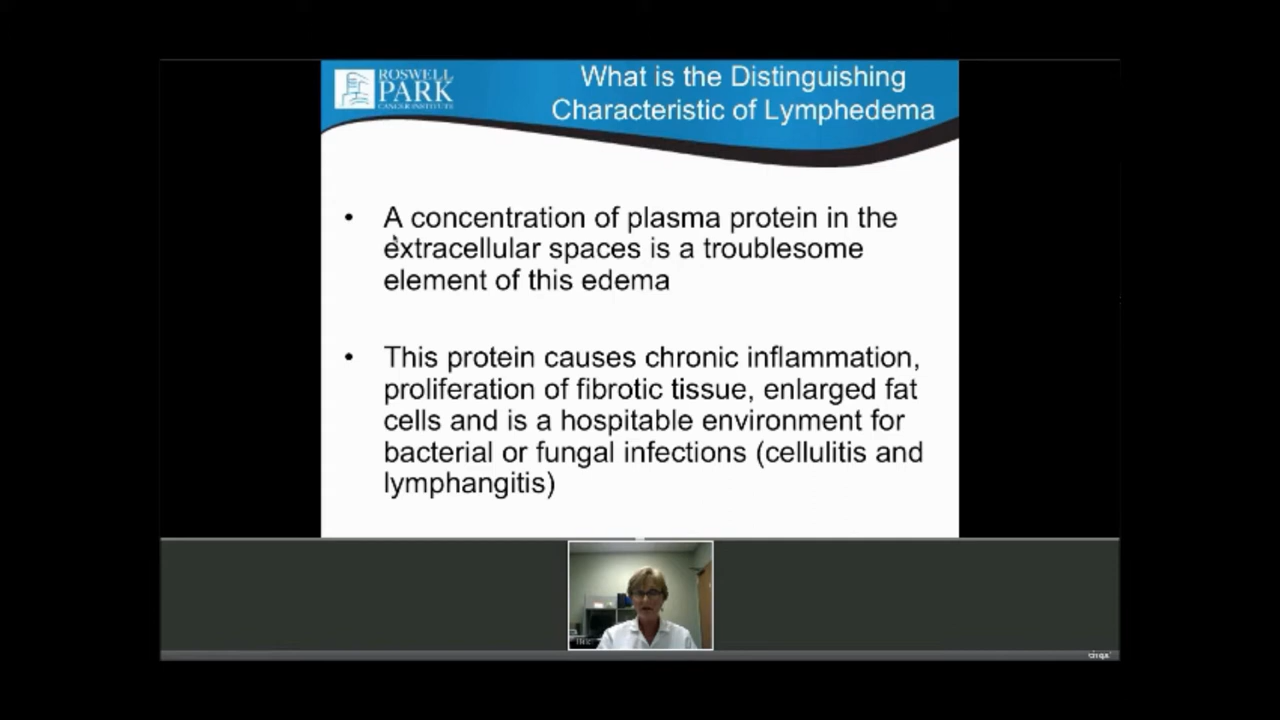 ROSWELL
PARK
CANCER INSTITUTE
What is the Distinguishing
Characteristic of Lymphedema
• A concentration of plasma protein in the
extracellular spaces is a troublesome
element of this edema
• This protein causes chronic inflammation,
proliferation of fibrotic tissue, enlarged fat
cells and is a hospitable environment for
bacterial or fungal infections (cellulitis and
lymphangitis)